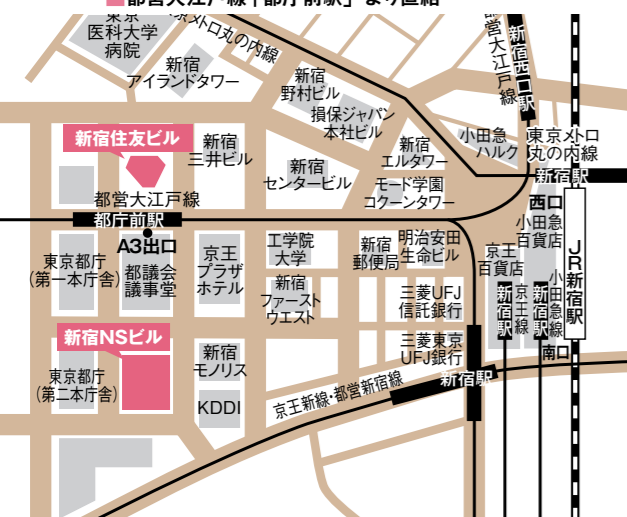 都営大江戸線「都庁前駅」より直結
東京
医科大学
病院
東京メトロ丸の内線
新宿
アイランドタワー
新宿
野村ビル
損保ジャパン
本社ビル
都営大江戸線
新宿西口駅
新宿住友ビル
新宿
三井ビル
新宿
センタービル
新宿
エルタワー
モード学園
コクーンタワー
小田急
ハルク
東京メトロ
丸の内線
新宿駅
都営大江戸線
都庁前駅
A3出口
西口
小田急
百貨店
JR新宿駅
東京都庁
(第一本庁舎)
都議会
議事堂
京王
プラザ
ホテル
工学院
大学
新宿
ファースト
ウエスト
新宿
郵便局
明治安田
生命ビル
京王
百貨店
三菱UFJ
信託銀行
新宿駅
京王線
新宿駅
小田急線
新宿NSビル
東京都庁
(第二本庁舎)
新宿
モノリス
KDDI
三菱東京
UFJ銀行
南口
新宿駅
京王新線・都営新宿線